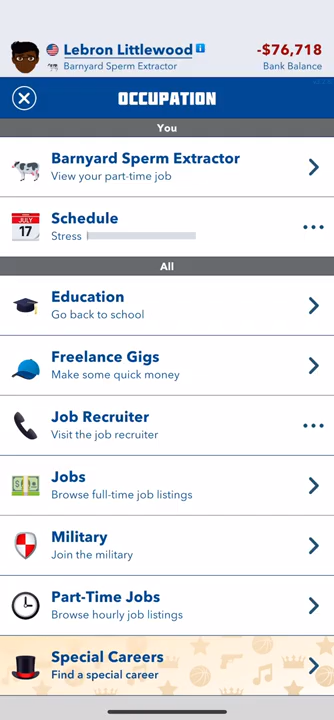 Lebron Littlewood i
-$76,718
Barnyard Sperm Extractor
Bank Balance
OCCUPATION
You
Barnyard Sperm Extractor
View your part-time job
JULY
17
Schedule
Stress
All
Education
Go back to school
Freelance Gigs
Make some quick money
Job Recruiter
Visit the job recruiter
Jobs
Browse full-time job listings
Military
Join the military
Part-Time Jobs
Browse hourly job listings
Special Careers
Find a special career